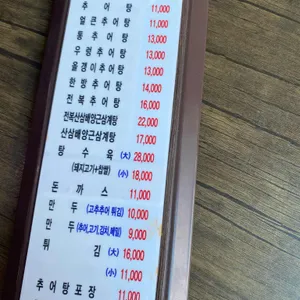 추 어 탕 11,000
얼 큰 추 어 탕 11,000
통 추 어 탕 13,000
우 렁 추 어 탕 13,000
올 갱 이 추 어 탕 13,000
한 방 추 어 탕 14,000
전 복 추 어 탕 16,000
전복산삼배양근삼계탕 22,000
산삼배양근삼계탕 17,000
탕 수 육 (大) 28,000
(돼지고기+찹쌀) (小) 18,000
돈 까 스 11,000
만 두 (고추추어 튀김) 10,000
만 두 (추어,고기,김치,메밀) 9,000
튀 김 (大) 16,000
(小) 11,000
추 어 탕 포 장 11,000